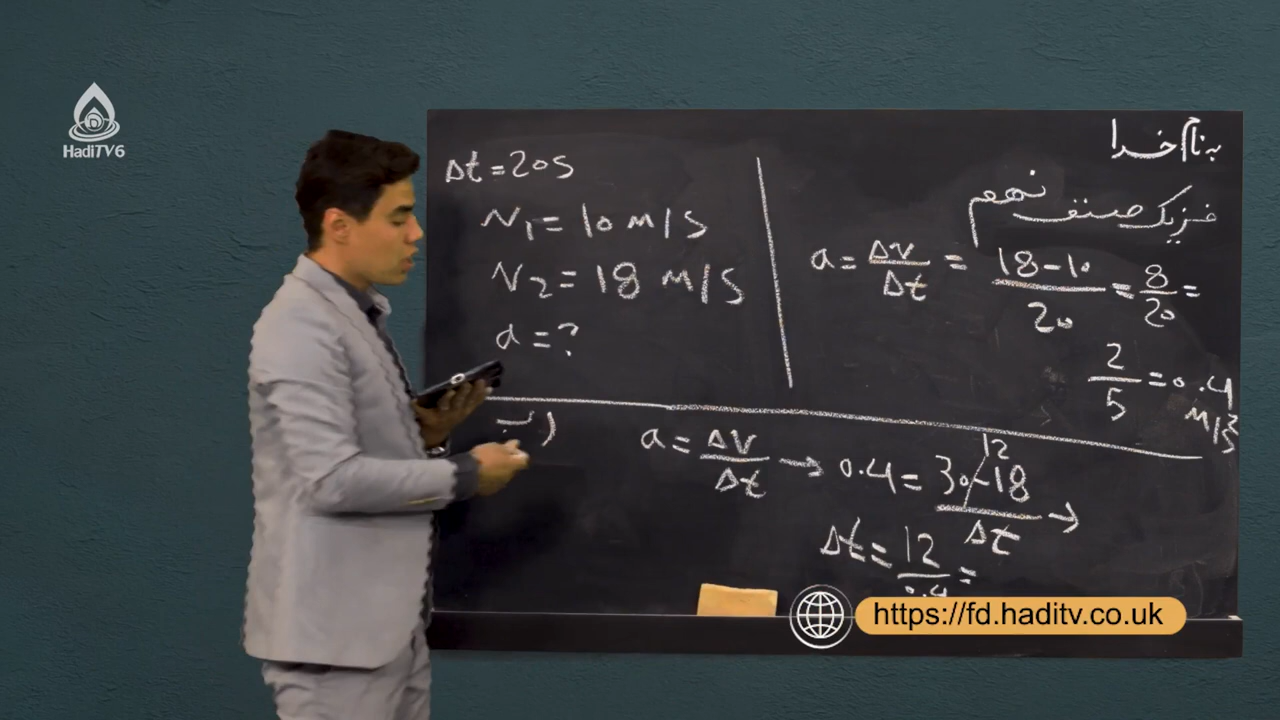 HadiTV6
به نام خدا
فزیک صنف نهم
Δt = 20s
V₁ = 10 m/s
V₂ = 18 m/s
a = ?
a = ΔV/Δt = 18-10/20 = 8/20 =
2/5 = 0.4 m/s²
ب)
a = ΔV/Δt → 0.4 = 30-18/Δt →
12
Δt = 12/0.4 =
https://fd.haditv.co.uk